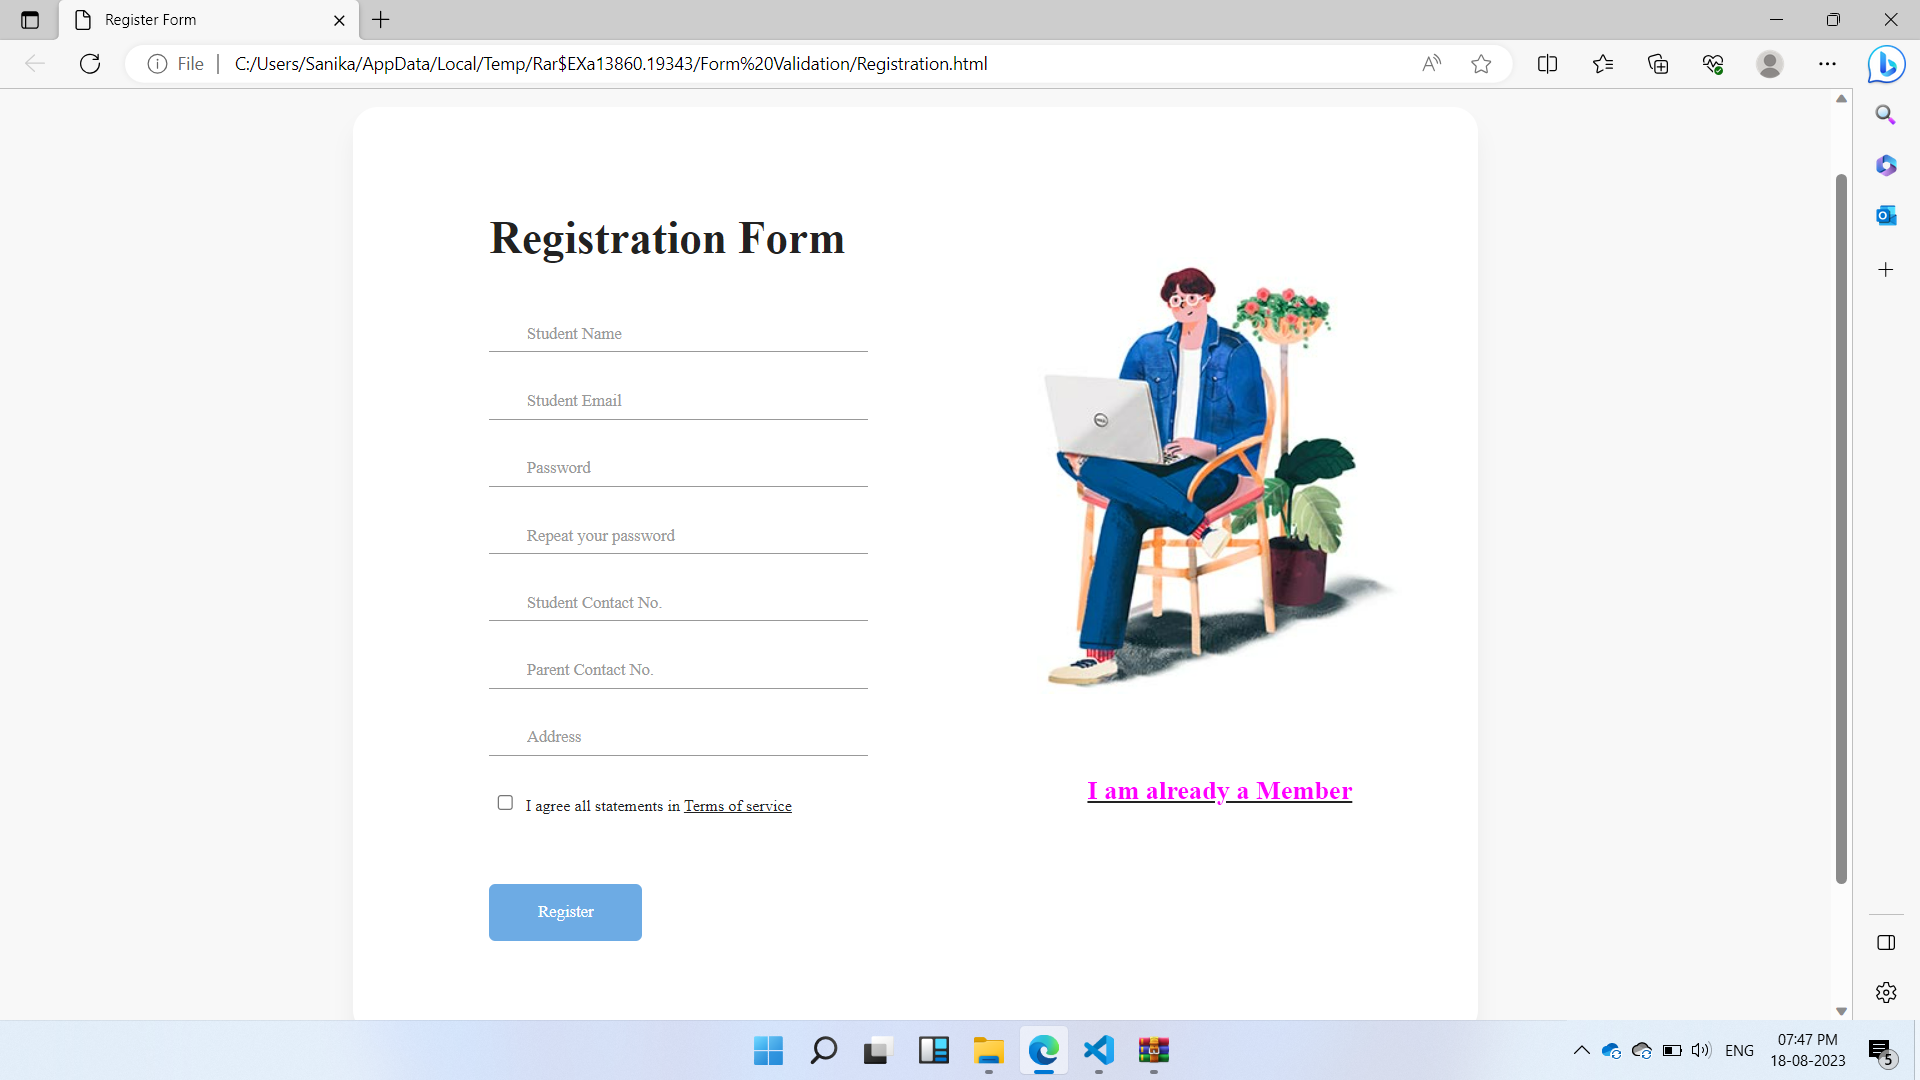 Register Form
File
C:/Users/Sanika/AppData/Local/Temp/Rar$EXa13860.19343/Form%20Validation/Registration.html
Registration Form
Student Name
Student Email
Password
Repeat your password
Student Contact No.
Parent Contact No.
Address
I agree all statements in Terms of service
I am already a Member
Register
ENG
07:47 PM
18-08-2023
5